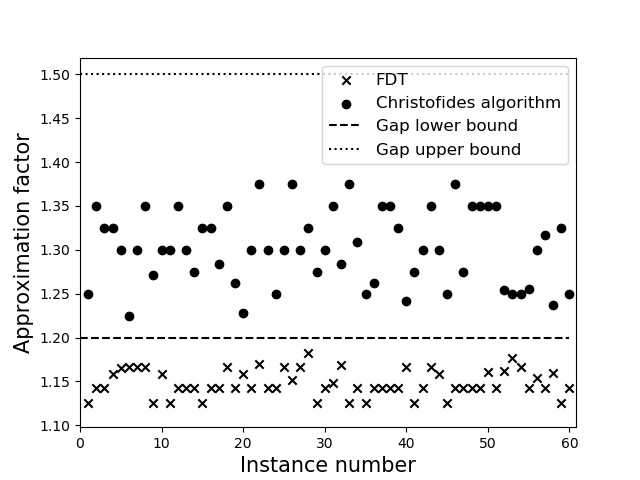 1.50
1.45
1.40
1.35
1.30
1.25
1.20
1.15
1.10
Approximation factor
FDT
Christofides algorithm
Gap lower bound
Gap upper bound
0 10 20 30 40 50 60
Instance number